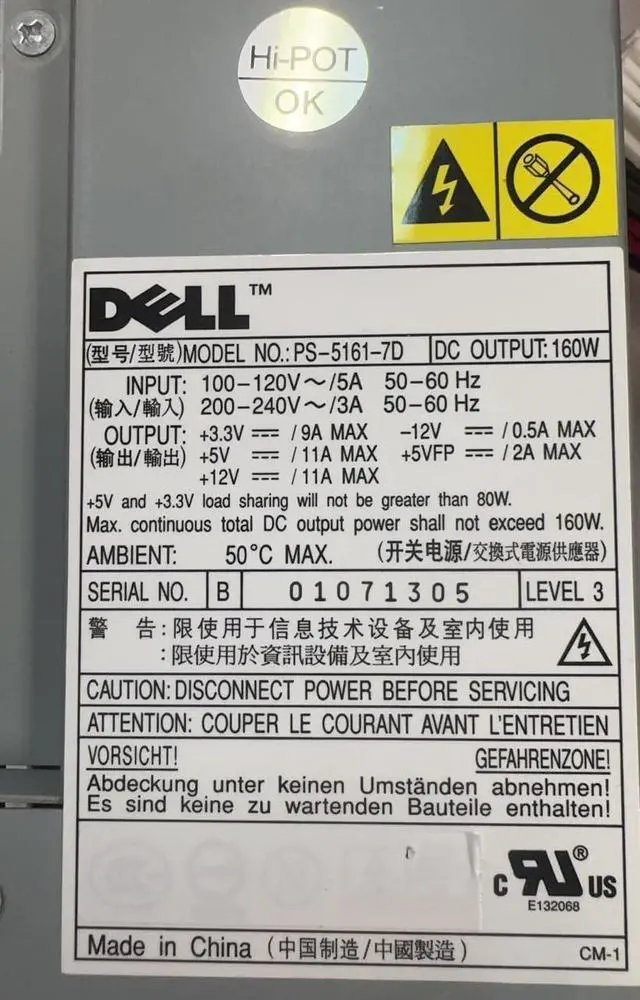 Hi-POT
OK
DELL™
(型号/型號)MODEL NO.: PS-5161-7D DC OUTPUT: 160W
INPUT: 100-120V～/5A 50-60 Hz
(输入/輸入) 200-240V～/3A 50-60 Hz
OUTPUT: +3.3V ⎓ / 9A MAX -12V ⎓ / 0.5A MAX
(输出/輸出) +5V ⎓ / 11A MAX +5VFP ⎓ / 2A MAX
+12V ⎓ / 11A MAX
+5V and +3.3V load sharing will not be greater than 80W.
Max. continuous total DC output power shall not exceed 160W.
AMBIENT: 50°C MAX. (开关电源/交換式電源供應器)
SERIAL NO. B 01071305 LEVEL 3
警 告:限使用于信息技术设备及室内使用
:限使用於資訊設備及室內使用
CAUTION: DISCONNECT POWER BEFORE SERVICING
ATTENTION: COUPER LE COURANT AVANT L'ENTRETIEN
VORSICHT! GEFAHRENZONE!
Abdeckung unter keinen Umständen abnehmen!
Es sind keine zu wartenden Bauteile enthalten!
c RU® US
E132068
Made in China (中国制造/中國製造) CM-1